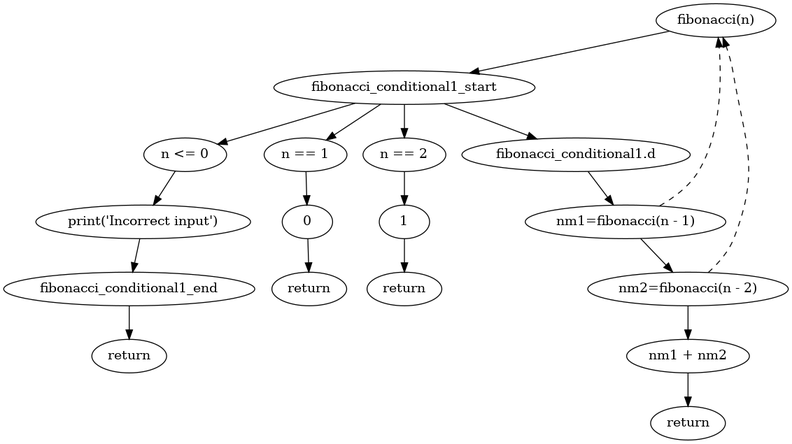 fibonacci(n)
fibonacci_conditional1_start
n <= 0
n == 1
n == 2
fibonacci_conditional1.d
print('Incorrect input')
0
1
nm1=fibonacci(n - 1)
fibonacci_conditional1_end
return
return
nm2=fibonacci(n - 2)
return
nm1 + nm2
return